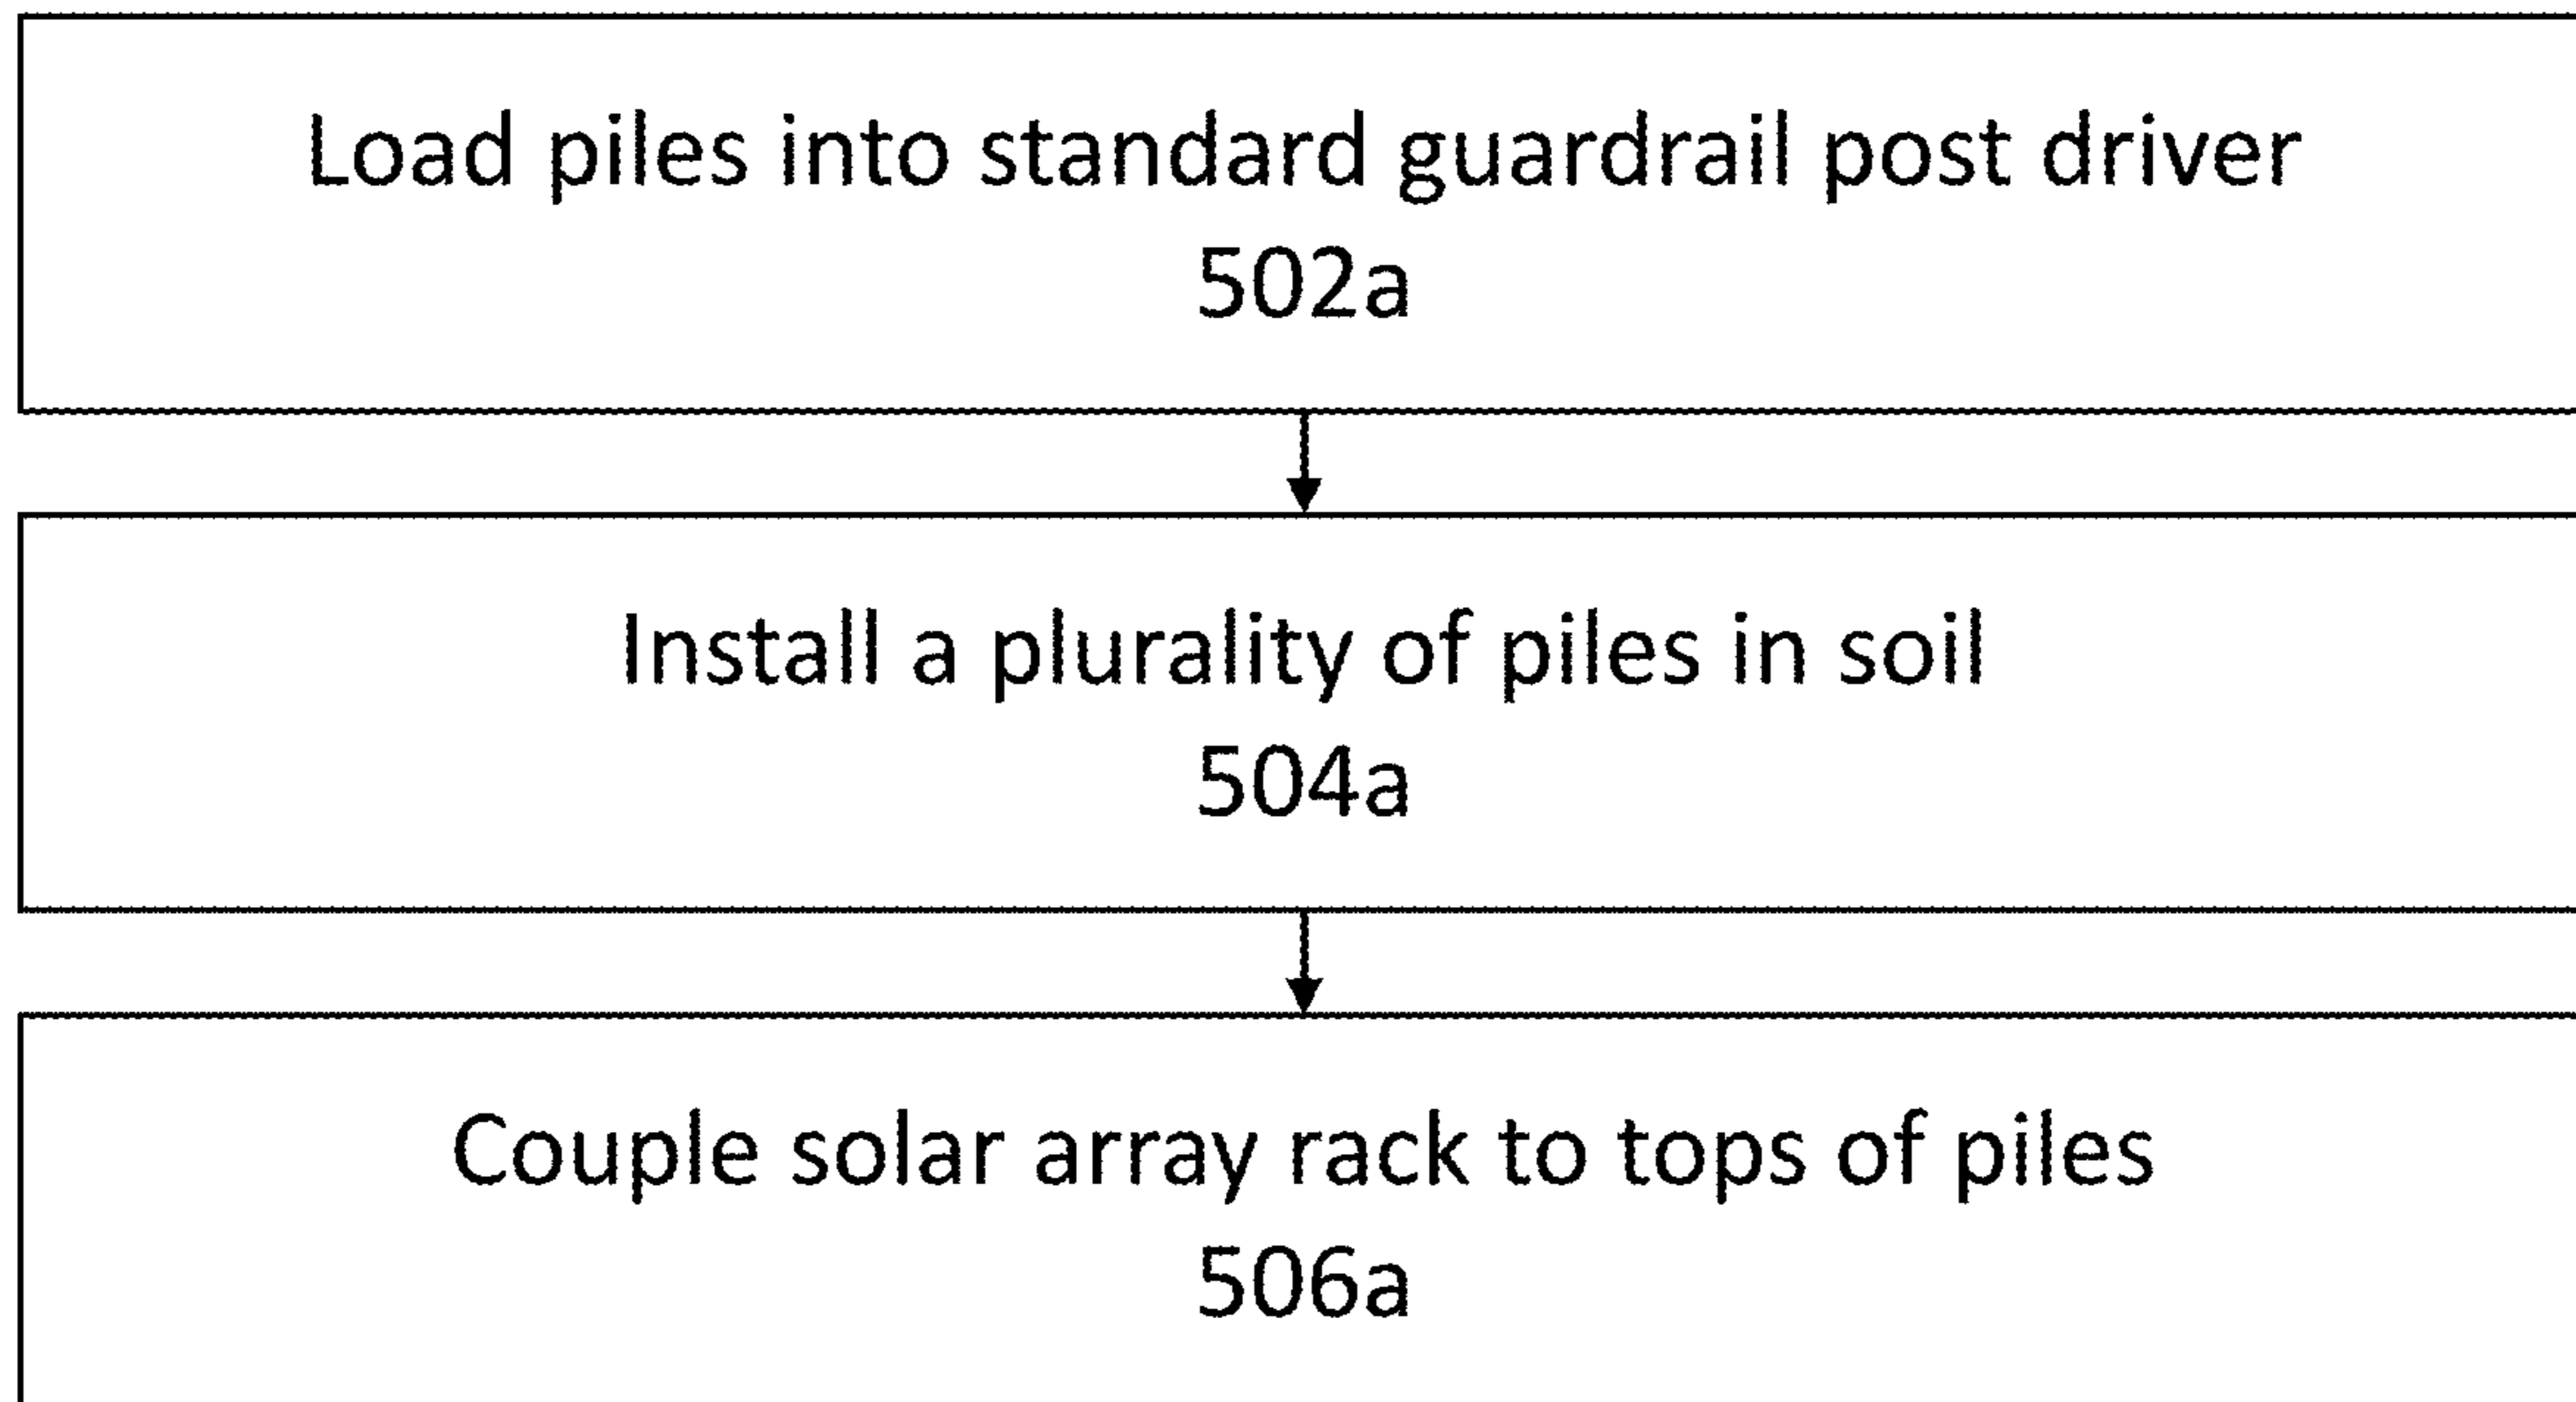 Load piles into standard guardrail post driver
502a
Install a plurality of piles in soil
504a
Couple solar array rack to tops of piles
506a